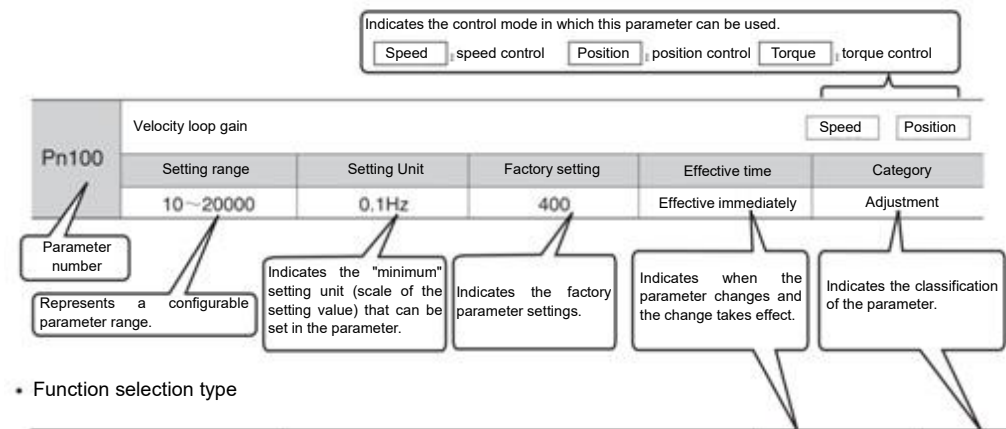 Indicates the control mode in which this parameter can be used.
Speed : speed control Position : position control Torque : torque control
Velocity loop gain Speed Position
Pn100
Setting range Setting Unit Factory setting Effective time Category
10~20000 0.1Hz 400 Effective immediately Adjustment
Parameter
number
Represents a configurable
parameter range.
Indicates the "minimum"
setting unit (scale of the
setting value) that can be
set in the parameter.
Indicates the factory
parameter settings.
Indicates when the
parameter changes and
the change takes effect.
Indicates the classification
of the parameter.
• Function selection type